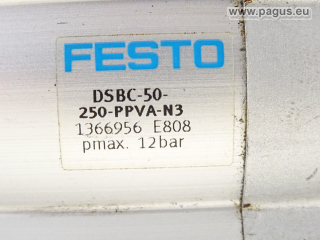 www.pagus.eu
FESTO
DSBC-50-
250-PPVA-N3
1366956 E808
pmax. 12bar